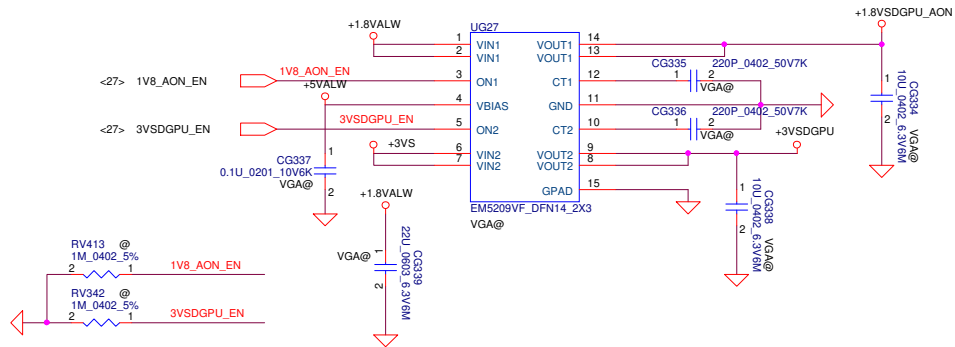 +1.8VSDGPU_AON
+1.8VALW
UG27
1 VIN1 VOUT1 14
2 VIN1 VOUT1 13
<27> 1V8_AON_EN 1V8_AON_EN 3 ON1 CT1 12 CG335 1 2 220P_0402_50V7K VGA@
+5VALW 4 VBIAS GND 11
<27> 3VSDGPU_EN 3VSDGPU_EN 5 ON2 CT2 10 CG336 1 2 220P_0402_50V7K VGA@
+3VS 6 VIN2 VOUT2 9 +3VSDGPU
7 VIN2 VOUT2 8
GPAD 15
EM5209VF_DFN14_2X3
VGA@
1 2 CG334
10U_0402_6.3V6M
VGA@
1
CG337
0.1U_0201_10V6K
VGA@
2
+1.8VALW
VGA@ 1 2 CG339
22U_0603_6.3V6M
1 2 CG338
10U_0402_6.3V6M
VGA@
RV413 @
2 1M_0402_5% 1 1V8_AON_EN
RV342 @
2 1M_0402_5% 1 3VSDGPU_EN